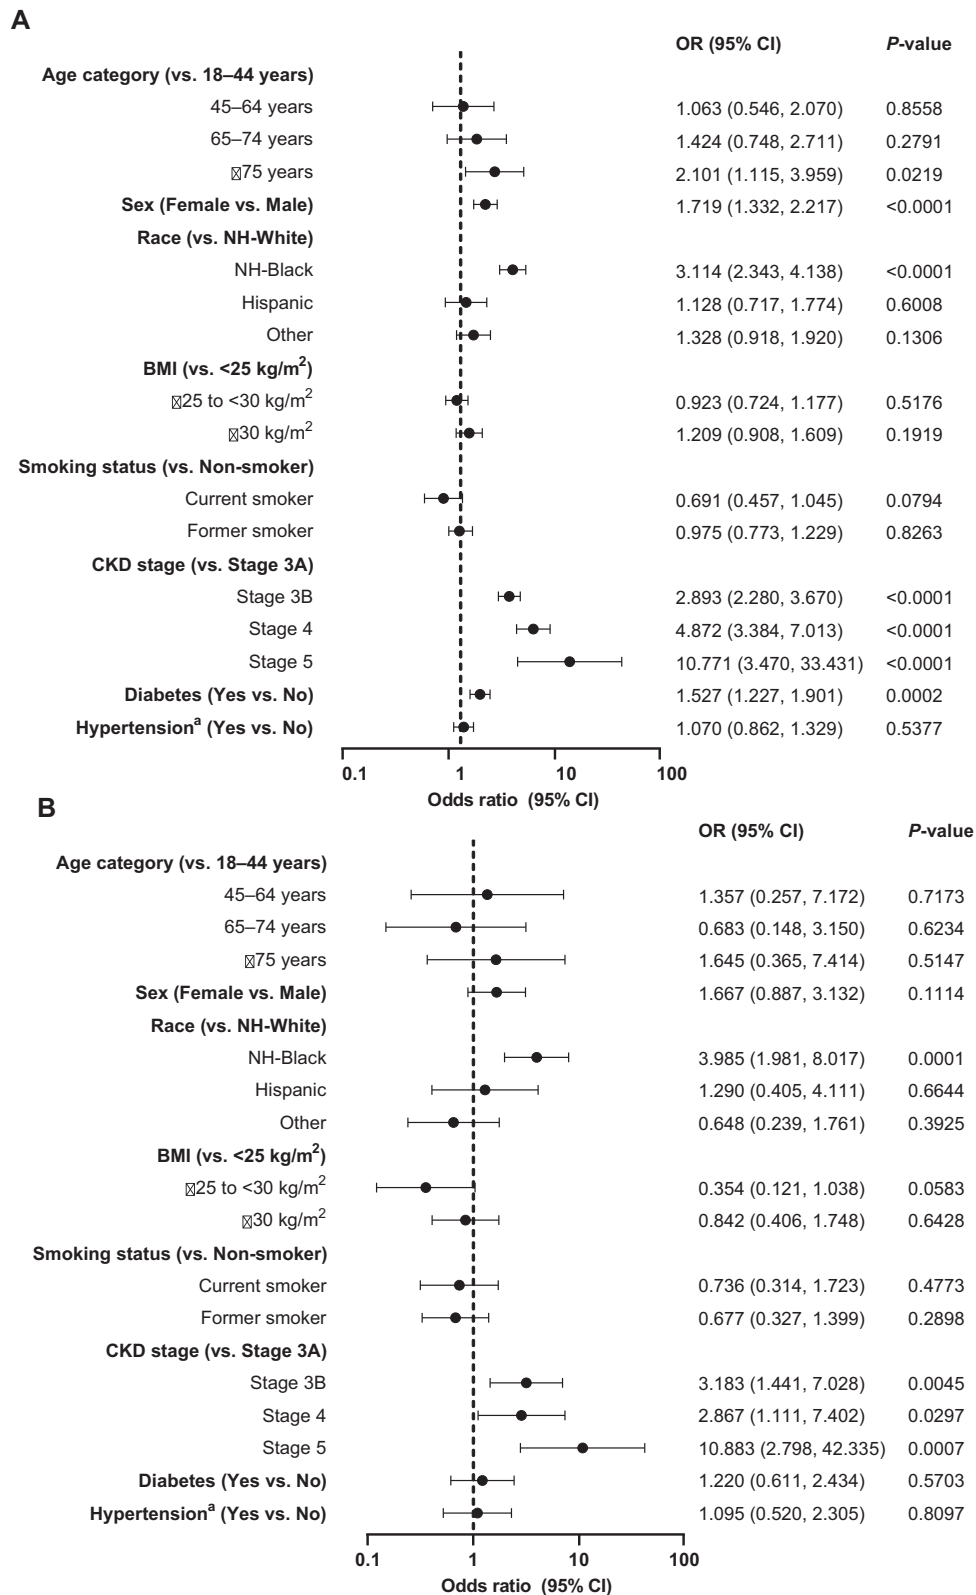 A
OR (95% CI) P-value
Age category (vs. 18–44 years)
45–64 years 1.063 (0.546, 2.070) 0.8558
65–74 years 1.424 (0.748, 2.711) 0.2791
75 years 2.101 (1.115, 3.959) 0.0219
Sex (Female vs. Male) 1.719 (1.332, 2.217) <0.0001
Race (vs. NH-White)
NH-Black 3.114 (2.343, 4.138) <0.0001
Hispanic 1.128 (0.717, 1.774) 0.6008
Other 1.328 (0.918, 1.920) 0.1306
BMI (vs. <25 kg/m²)
25 to <30 kg/m² 0.923 (0.724, 1.177) 0.5176
30 kg/m² 1.209 (0.908, 1.609) 0.1919
Smoking status (vs. Non-smoker)
Current smoker 0.691 (0.457, 1.045) 0.0794
Former smoker 0.975 (0.773, 1.229) 0.8263
CKD stage (vs. Stage 3A)
Stage 3B 2.893 (2.280, 3.670) <0.0001
Stage 4 4.872 (3.384, 7.013) <0.0001
Stage 5 10.771 (3.470, 33.431) <0.0001
Diabetes (Yes vs. No) 1.527 (1.227, 1.901) 0.0002
Hypertensionᵃ (Yes vs. No) 1.070 (0.862, 1.329) 0.5377
0.1 1 10 100
Odds ratio (95% CI)
B
OR (95% CI) P-value
Age category (vs. 18–44 years)
45–64 years 1.357 (0.257, 7.172) 0.7173
65–74 years 0.683 (0.148, 3.150) 0.6234
75 years 1.645 (0.365, 7.414) 0.5147
Sex (Female vs. Male) 1.667 (0.887, 3.132) 0.1114
Race (vs. NH-White)
NH-Black 3.985 (1.981, 8.017) 0.0001
Hispanic 1.290 (0.405, 4.111) 0.6644
Other 0.648 (0.239, 1.761) 0.3925
BMI (vs. <25 kg/m²)
25 to <30 kg/m² 0.354 (0.121, 1.038) 0.0583
30 kg/m² 0.842 (0.406, 1.748) 0.6428
Smoking status (vs. Non-smoker)
Current smoker 0.736 (0.314, 1.723) 0.4773
Former smoker 0.677 (0.327, 1.399) 0.2898
CKD stage (vs. Stage 3A)
Stage 3B 3.183 (1.441, 7.028) 0.0045
Stage 4 2.867 (1.111, 7.402) 0.0297
Stage 5 10.883 (2.798, 42.335) 0.0007
Diabetes (Yes vs. No) 1.220 (0.611, 2.434) 0.5703
Hypertensionᵃ (Yes vs. No) 1.095 (0.520, 2.305) 0.8097
0.1 1 10 100
Odds ratio (95% CI)